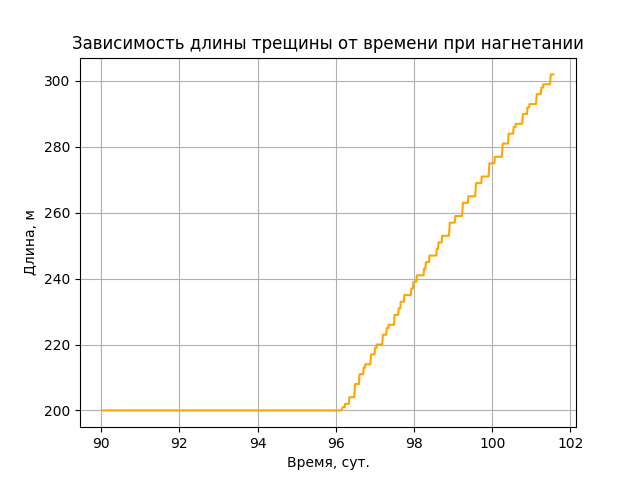 Зависимость длины трещины от времени при нагнетании
300
280
260
240
220
200
Длина, м
90 92 94 96 98 100 102
Время, сут.